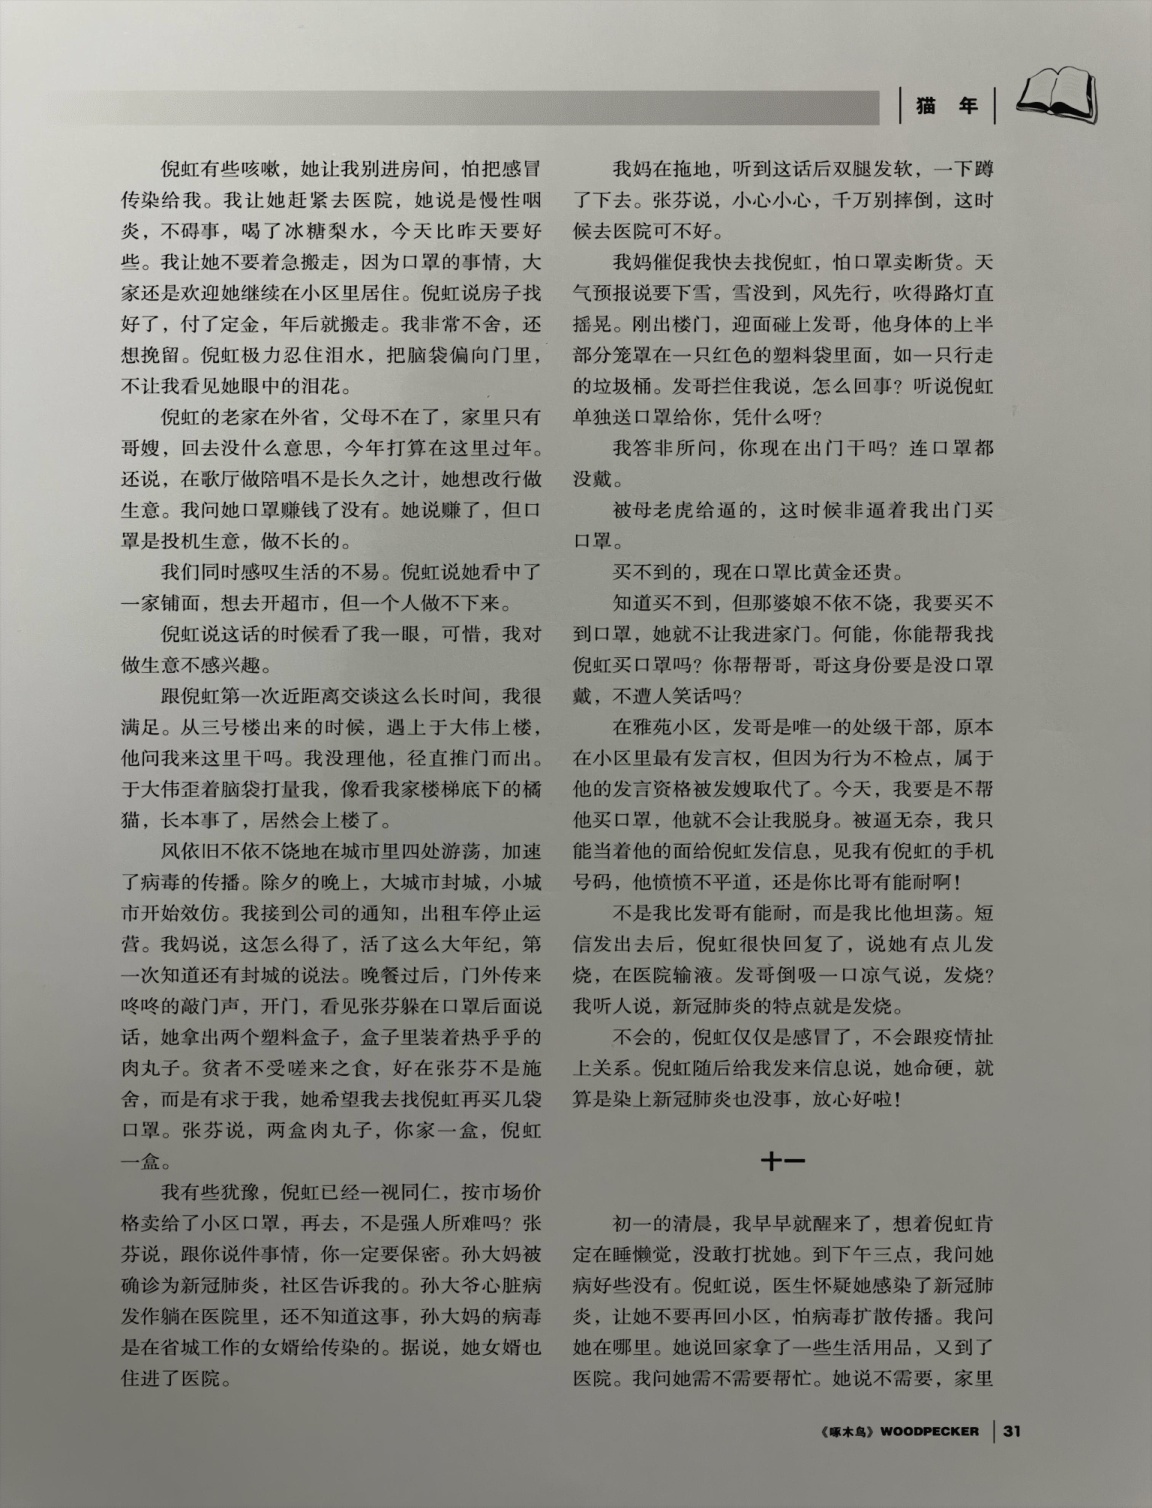 猫 年
倪虹有些咳嗽，她让我别进房间，怕把感冒
传染给我。我让她赶紧去医院，她说是慢性咽
炎，不碍事，喝了冰糖梨水，今天比昨天要好
些。我让她不要着急搬走，因为口罩的事情，大
家还是欢迎她继续在小区里居住。倪虹说房子找
好了，付了定金，年后就搬走。我非常不舍，还
想挽留。倪虹极力忍住泪水，把脑袋偏向门里，
不让我看见她眼中的泪花。
倪虹的老家在外省，父母不在了，家里只有
哥嫂，回去没什么意思，今年打算在这里过年。
还说，在歌厅做陪唱不是长久之计，她想改行做
生意。我问她口罩赚钱了没有。她说赚了，但口
罩是投机生意，做不长的。
我们同时感叹生活的不易。倪虹说她看中了
一家铺面，想去开超市，但一个人做不下来。
倪虹说这话的时候看了我一眼，可惜，我对
做生意不感兴趣。
跟倪虹第一次近距离交谈这么长时间，我很
满足。从三号楼出来的时候，遇上于大伟上楼，
他问我来这里干吗。我没理他，径直推门而出。
于大伟歪着脑袋打量我，像看我家楼梯底下的橘
猫，长本事了，居然会上楼了。
风依旧不依不饶地在城市里四处游荡，加速
了病毒的传播。除夕的晚上，大城市封城，小城
市开始效仿。我接到公司的通知，出租车停止运
营。我妈说，这怎么得了，活了这么大年纪，第
一次知道还有封城的说法。晚餐过后，门外传来
咚咚的敲门声，开门，看见张芬躲在口罩后面说
话，她拿出两个塑料盒子，盒子里装着热乎乎的
肉丸子。贫者不受嗟来之食，好在张芬不是施
舍，而是有求于我，她希望我去找倪虹再买几袋
口罩。张芬说，两盒肉丸子，你家一盒，倪虹
一盒。
我有些犹豫，倪虹已经一视同仁，按市场价
格卖给了小区口罩，再去，不是强人所难吗？张
芬说，跟你说件事情，你一定要保密。孙大妈被
确诊为新冠肺炎，社区告诉我的。孙大爷心脏病
发作躺在医院里，还不知道这事，孙大妈的病毒
是在省城工作的女婿给传染的。据说，她女婿也
住进了医院。
我妈在拖地，听到这话后双腿发软，一下蹲
了下去。张芬说，小心小心，千万别摔倒，这时
候去医院可不好。
我妈催促我快去找倪虹，怕口罩卖断货。天
气预报说要下雪，雪没到，风先行，吹得路灯直
摇晃。刚出楼门，迎面碰上发哥，他身体的上半
部分笼罩在一只红色的塑料袋里面，如一只行走
的垃圾桶。发哥拦住我说，怎么回事？听说倪虹
单独送口罩给你，凭什么呀？
我答非所问，你现在出门干吗？连口罩都
没戴。
被母老虎给逼的，这时候非逼着我出门买
口罩。
买不到的，现在口罩比黄金还贵。
知道买不到，但那婆娘不依不饶，我要买不
到口罩，她就不让我进家门。何能，你能帮我找
倪虹买口罩吗？你帮帮哥，哥这身份要是没口罩
戴，不遭人笑话吗？
在雅苑小区，发哥是唯一的处级干部，原本
在小区里最有发言权，但因为行为不检点，属于
他的发言资格被发嫂取代了。今天，我要是不帮
他买口罩，他就不会让我脱身。被逼无奈，我只
能当着他的面给倪虹发信息，见我有倪虹的手机
号码，他愤愤不平道，还是你比哥有能耐啊！
不是我比发哥有能耐，而是我比他坦荡。短
信发出去后，倪虹很快回复了，说她有点儿发
烧，在医院输液。发哥倒吸一口凉气说，发烧？
我听人说，新冠肺炎的特点就是发烧。
不会的，倪虹仅仅是感冒了，不会跟疫情扯
上关系。倪虹随后给我发来信息说，她命硬，就
算是染上新冠肺炎也没事，放心好啦！
十一
初一的清晨，我早早就醒来了，想着倪虹肯
定在睡懒觉，没敢打扰她。到下午三点，我问她
病好些没有。倪虹说，医生怀疑她感染了新冠肺
炎，让她不要再回小区，怕病毒扩散传播。我问
她在哪里。她说回家拿了一些生活用品，又到了
医院。我问她需不需要帮忙。她说不需要，家里
《啄木鸟》WOODPECKER 31